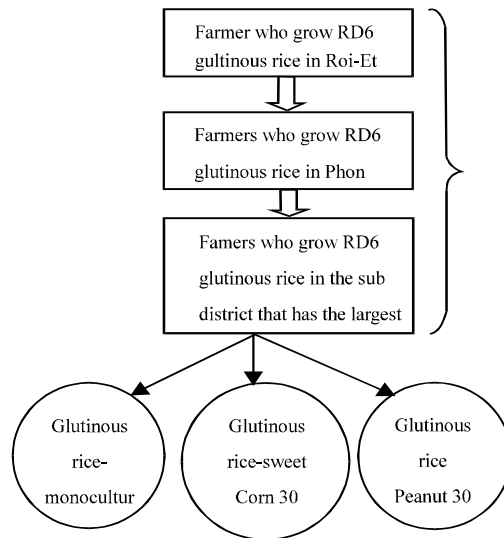 Farmer who grow RD6
gultinous rice in Roi-Et
Farmers who grow RD6
glutinous rice in Phon
Famers who grow RD6
glutinous rice in the sub
district that has the largest
Glutinous
rice-
monocultur
Glutinous
rice-sweet
Corn 30
Glutinous
rice
Peanut 30